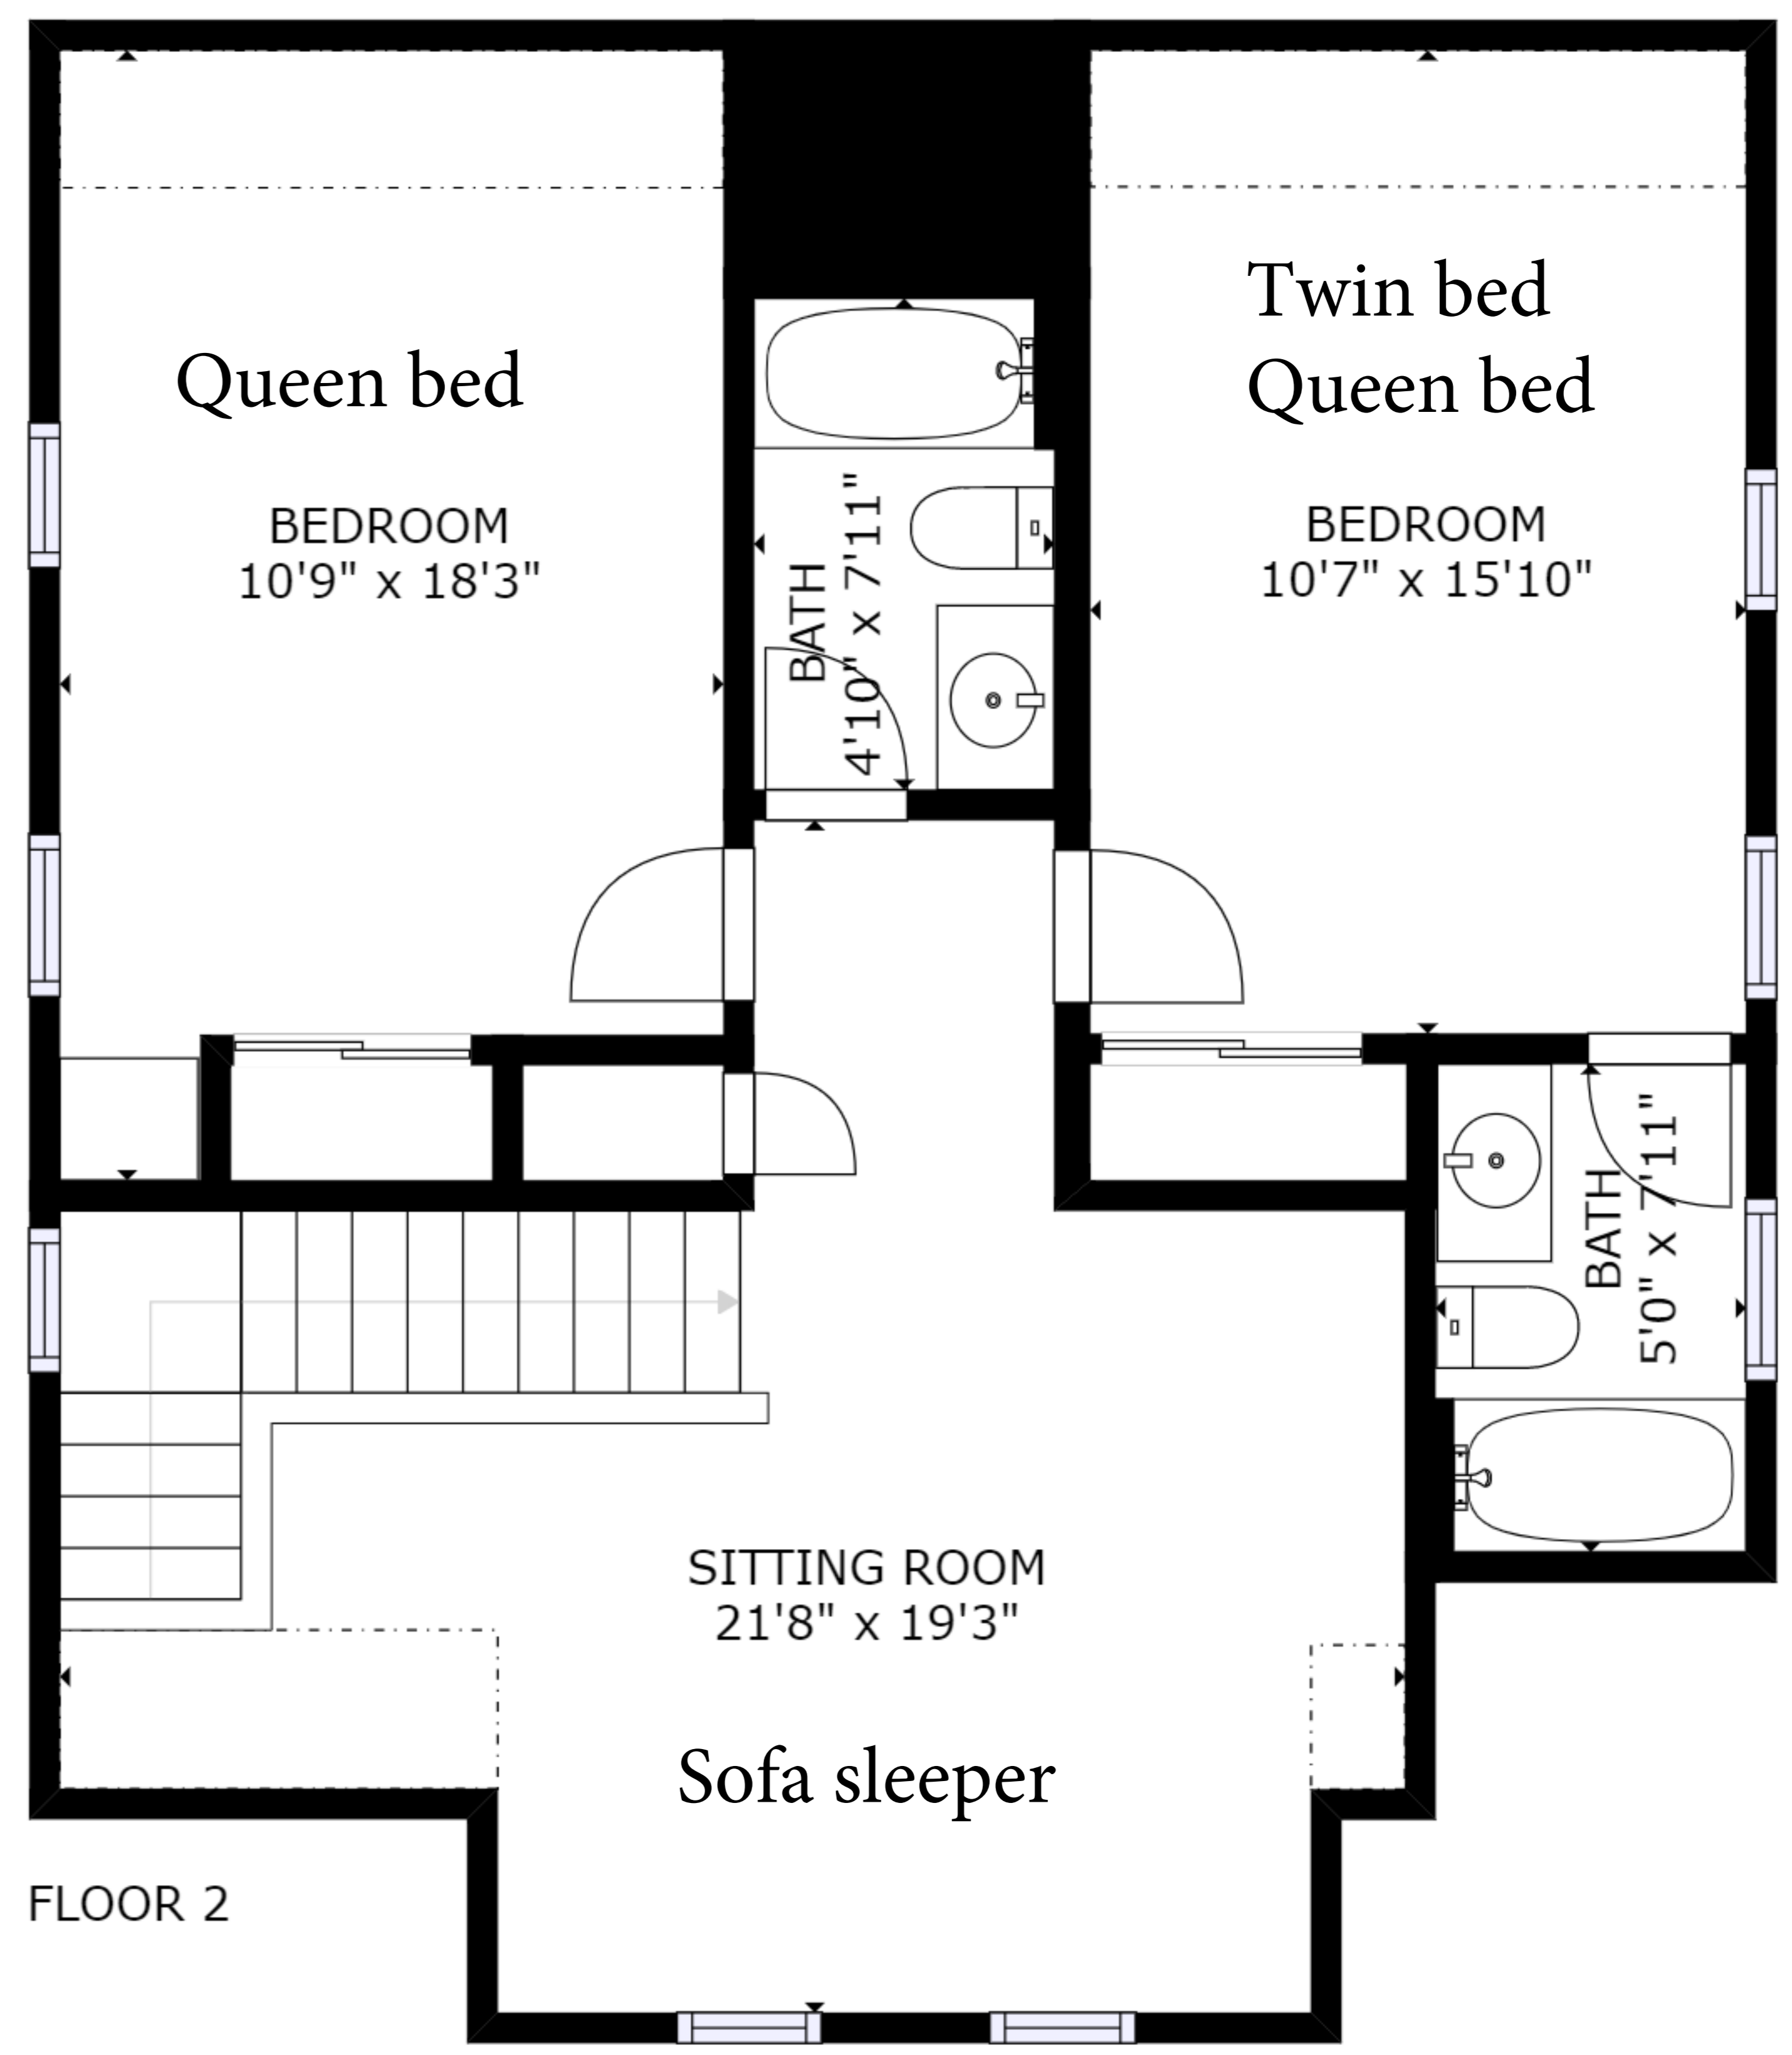 Twin bed
Queen bed
Queen bed
BEDROOM
10'9" x 18'3"
BEDROOM
10'7" x 15'10"
BATH
4'10" x 7'11"
BATH
5'0" x 7'11"
SITTING ROOM
21'8" x 19'3"
Sofa sleeper
FLOOR 2